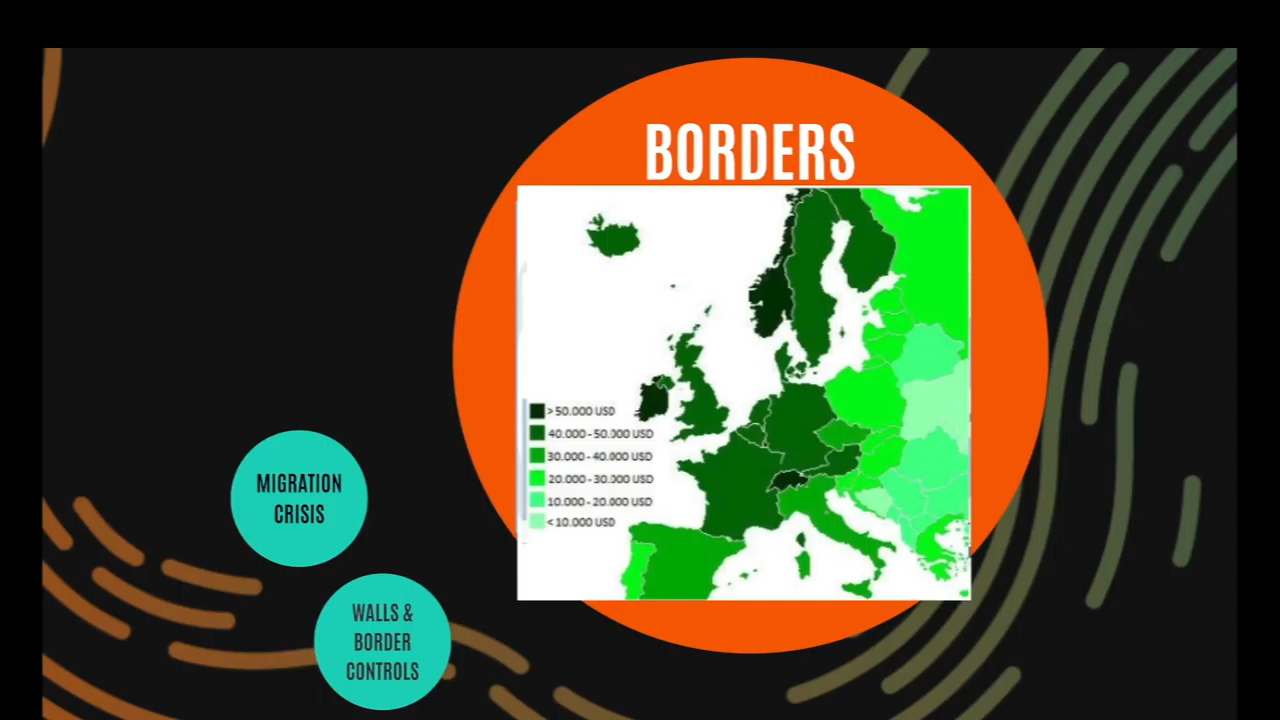 BORDERS
> 50.000 USD
40.000 - 50.000 USD
30.000 - 40.000 USD
20.000 - 30.000 USD
10.000 - 20.000 USD
< 10.000 USD
MIGRATION
CRISIS
WALLS &
BORDER
CONTROLS